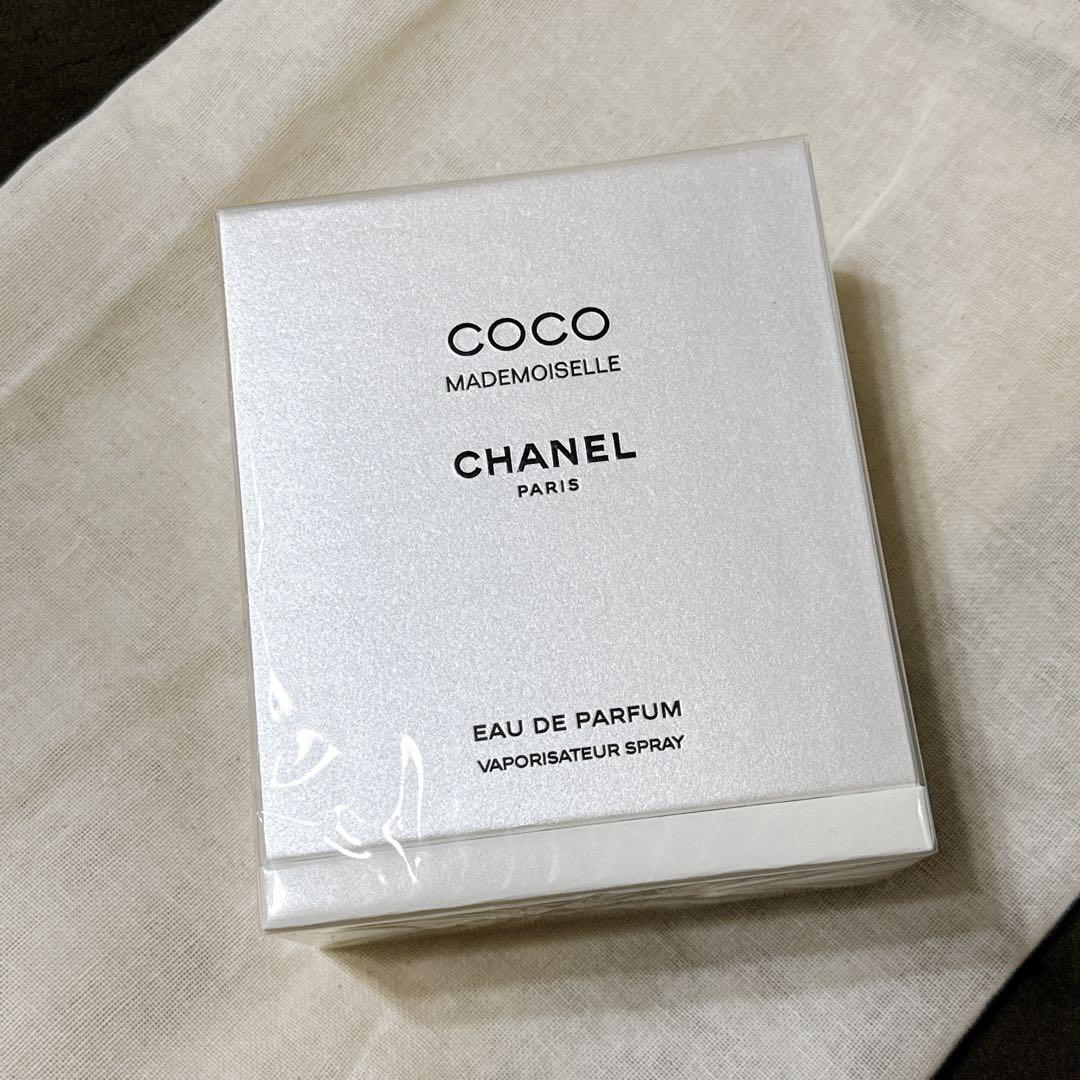 COCO
MADEMOISELLE
CHANEL
PARIS
EAU DE PARFUM
VAPORISATEUR SPRAY